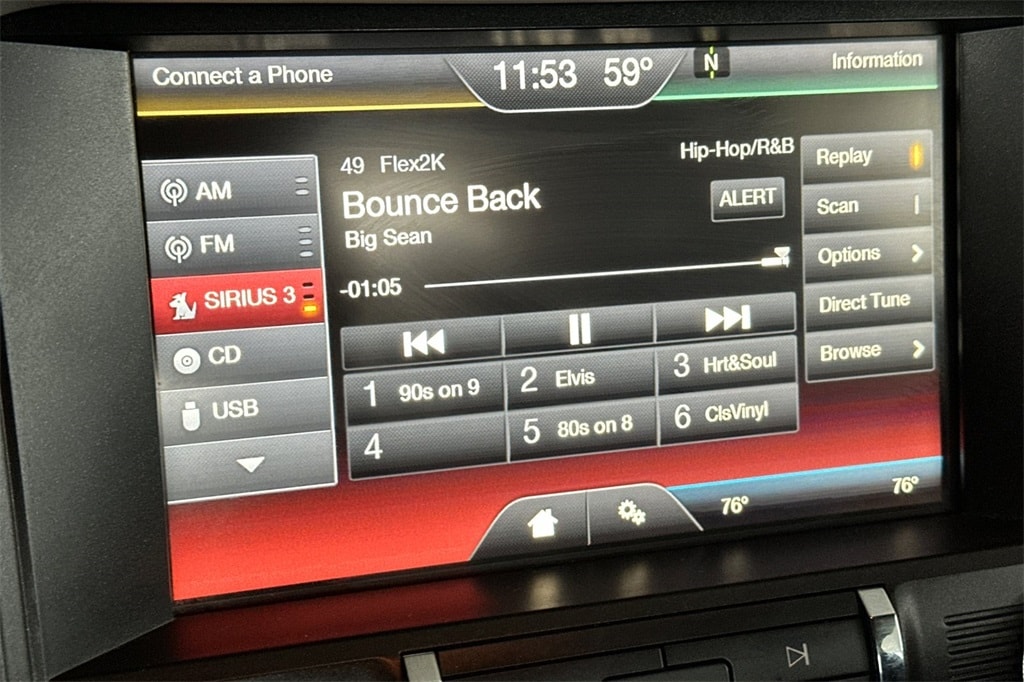 Connect a Phone
11:53 59°
N
Information
AM
FM
SIRIUS 3
CD
USB
49 Flex2K
Hip-Hop/R&B
Bounce Back
ALERT
Big Sean
-01:05
1 90s on 9
2 Elvis
3 Hrt&Soul
4
5 80s on 8
6 ClsVinyl
Replay
Scan
Options
Direct Tune
Browse
76°
76°